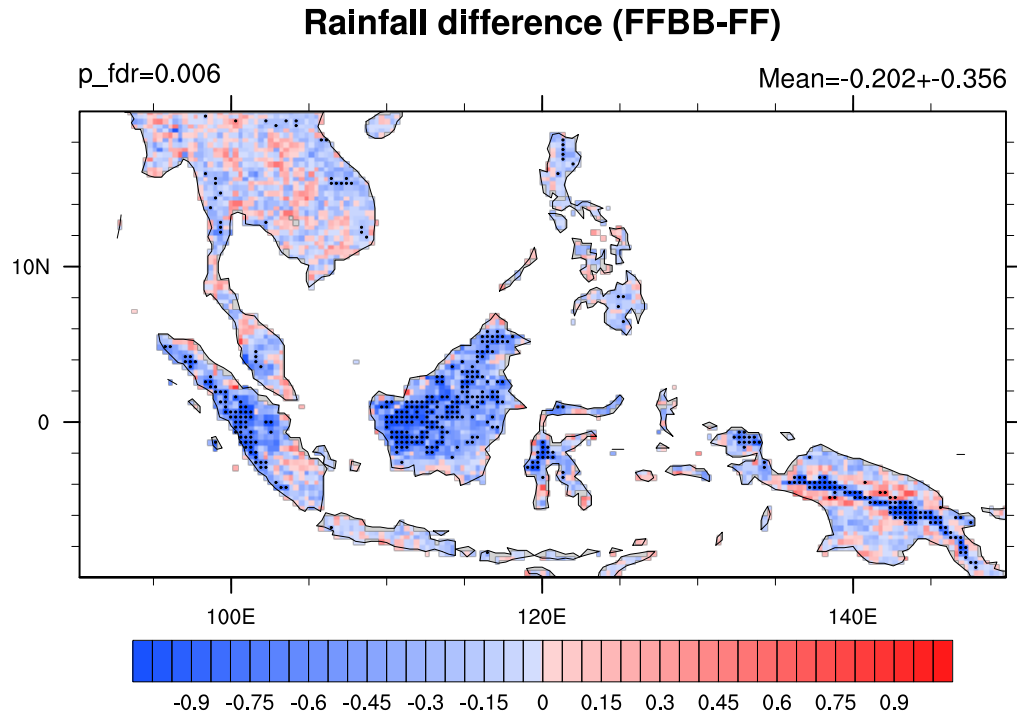 Rainfall difference (FFBB-FF)
p_fdr=0.006 Mean=-0.202+-0.356
10N
0
100E 120E 140E
-0.9 -0.75 -0.6 -0.45 -0.3 -0.15 0 0.15 0.3 0.45 0.6 0.75 0.9